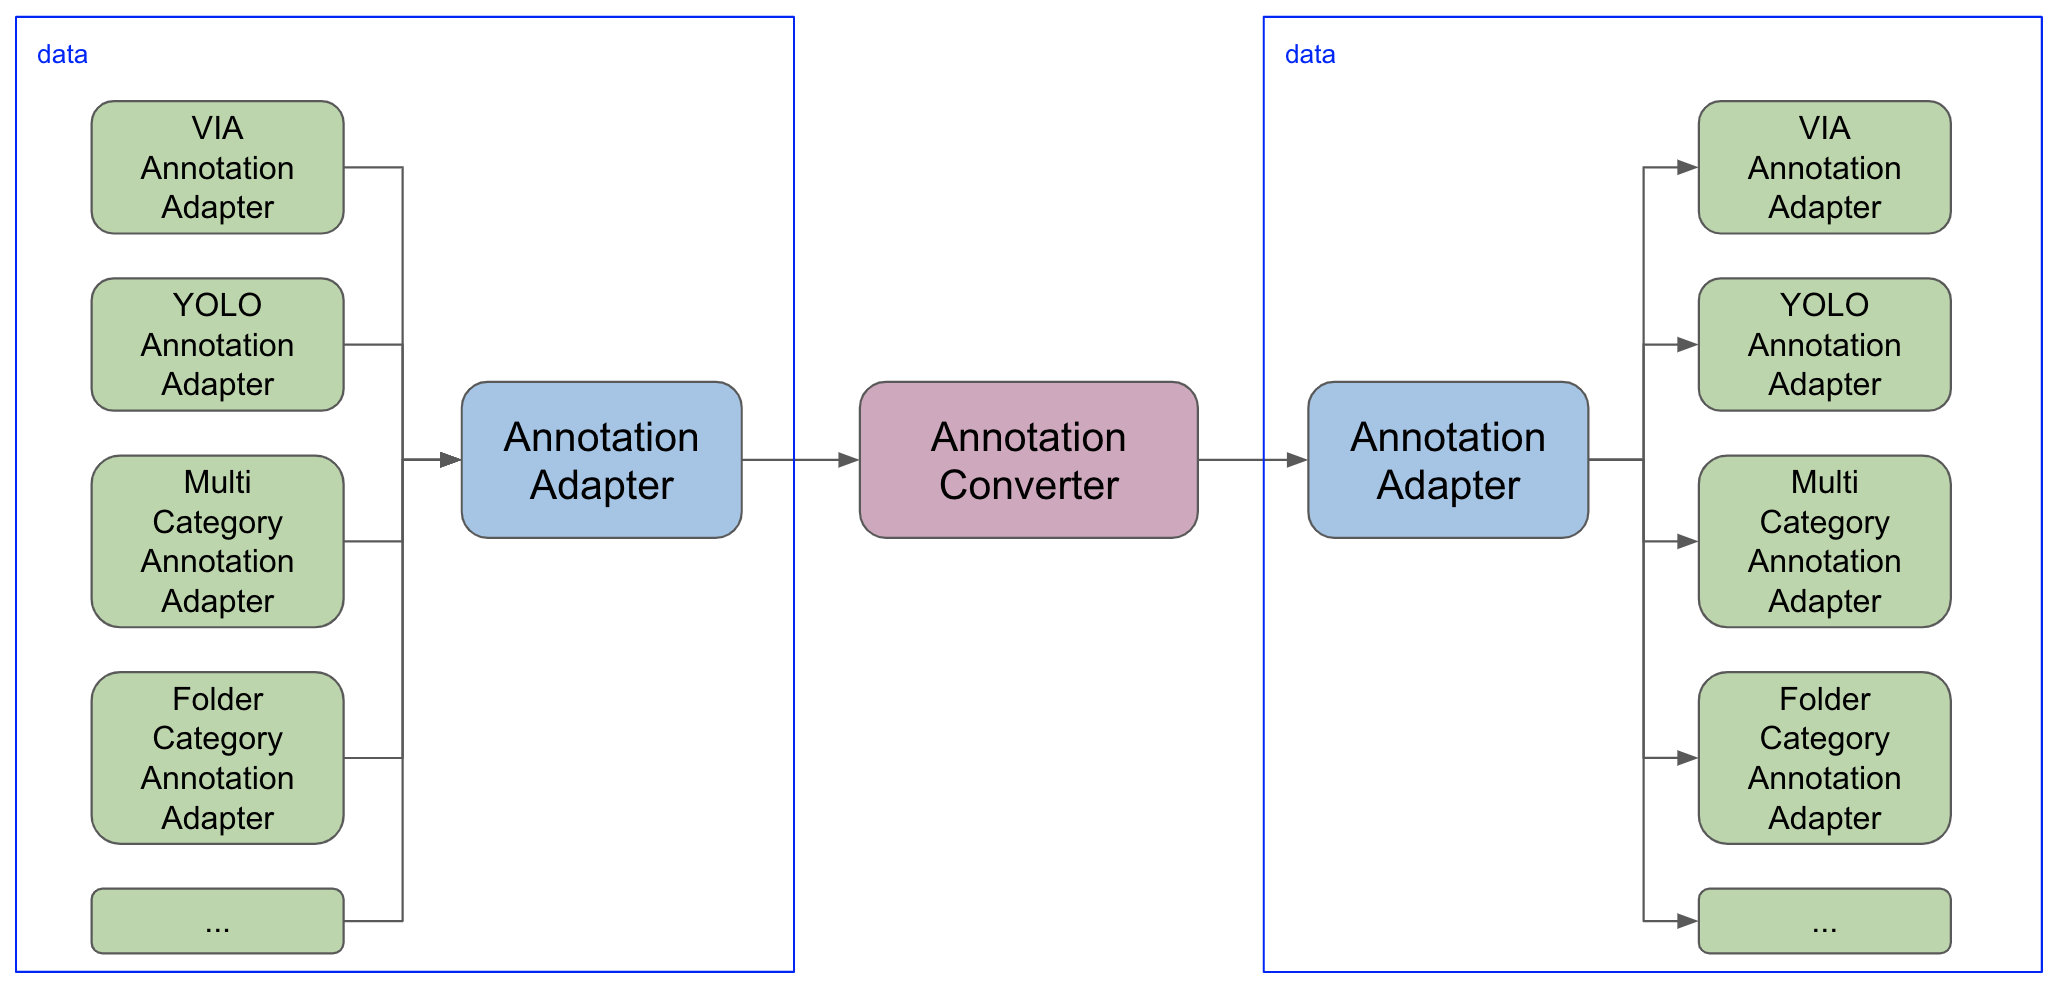 data
VIA
Annotation
Adapter
YOLO
Annotation
Adapter
Multi
Category
Annotation
Adapter
Folder
Category
Annotation
Adapter
...
Annotation
Adapter
Annotation
Converter
data
Annotation
Adapter
VIA
Annotation
Adapter
YOLO
Annotation
Adapter
Multi
Category
Annotation
Adapter
Folder
Category
Annotation
Adapter
...